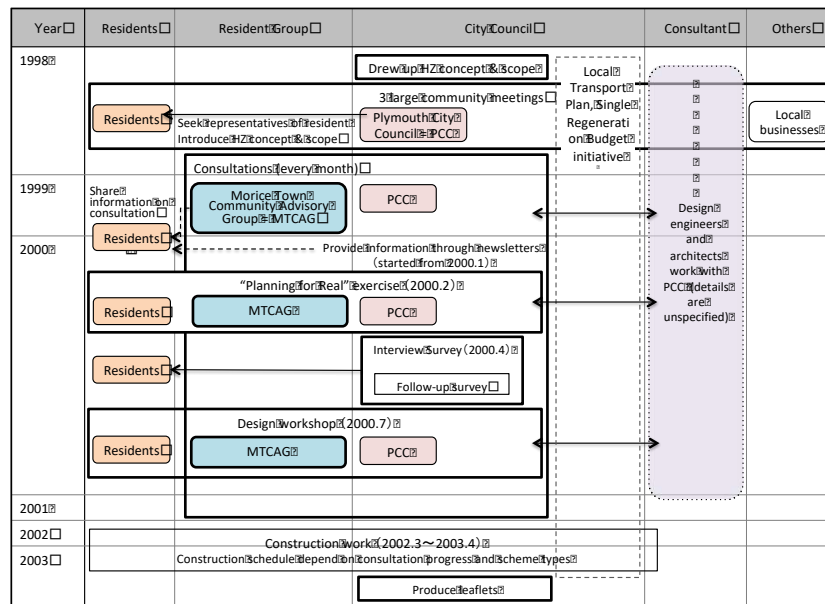 Year Residents Resident Group City Council Consultant Others
1998
Drew up HZ concept & scope
Local
Transport
Plan, Single
Regenerati
on Budget
initiative
3 large community meetings
Residents
Seek representatives of resident
Introduce HZ concept & scope
Plymouth City
Council = PCC
Local
businesses
Consultations (every month)
1999
Share
information on
consultation
Morice Town
Community Advisory
Group = MTCAG
PCC
Design
engineers
and
architects
work with
PCC (details
are
unspecified)
Residents
2000
Provide information through newsletters
(started from 2000.1)
“Planning for Real” exercise (2000.2)
Residents MTCAG PCC
Interview Survey (2000.4)
Residents
Follow-up survey
Design workshop (2000.7)
Residents MTCAG PCC
2001
2002
Construction work (2002.3～2003.4)
2003
Construction schedule depend on consultation progress and scheme types
Produce leaflets